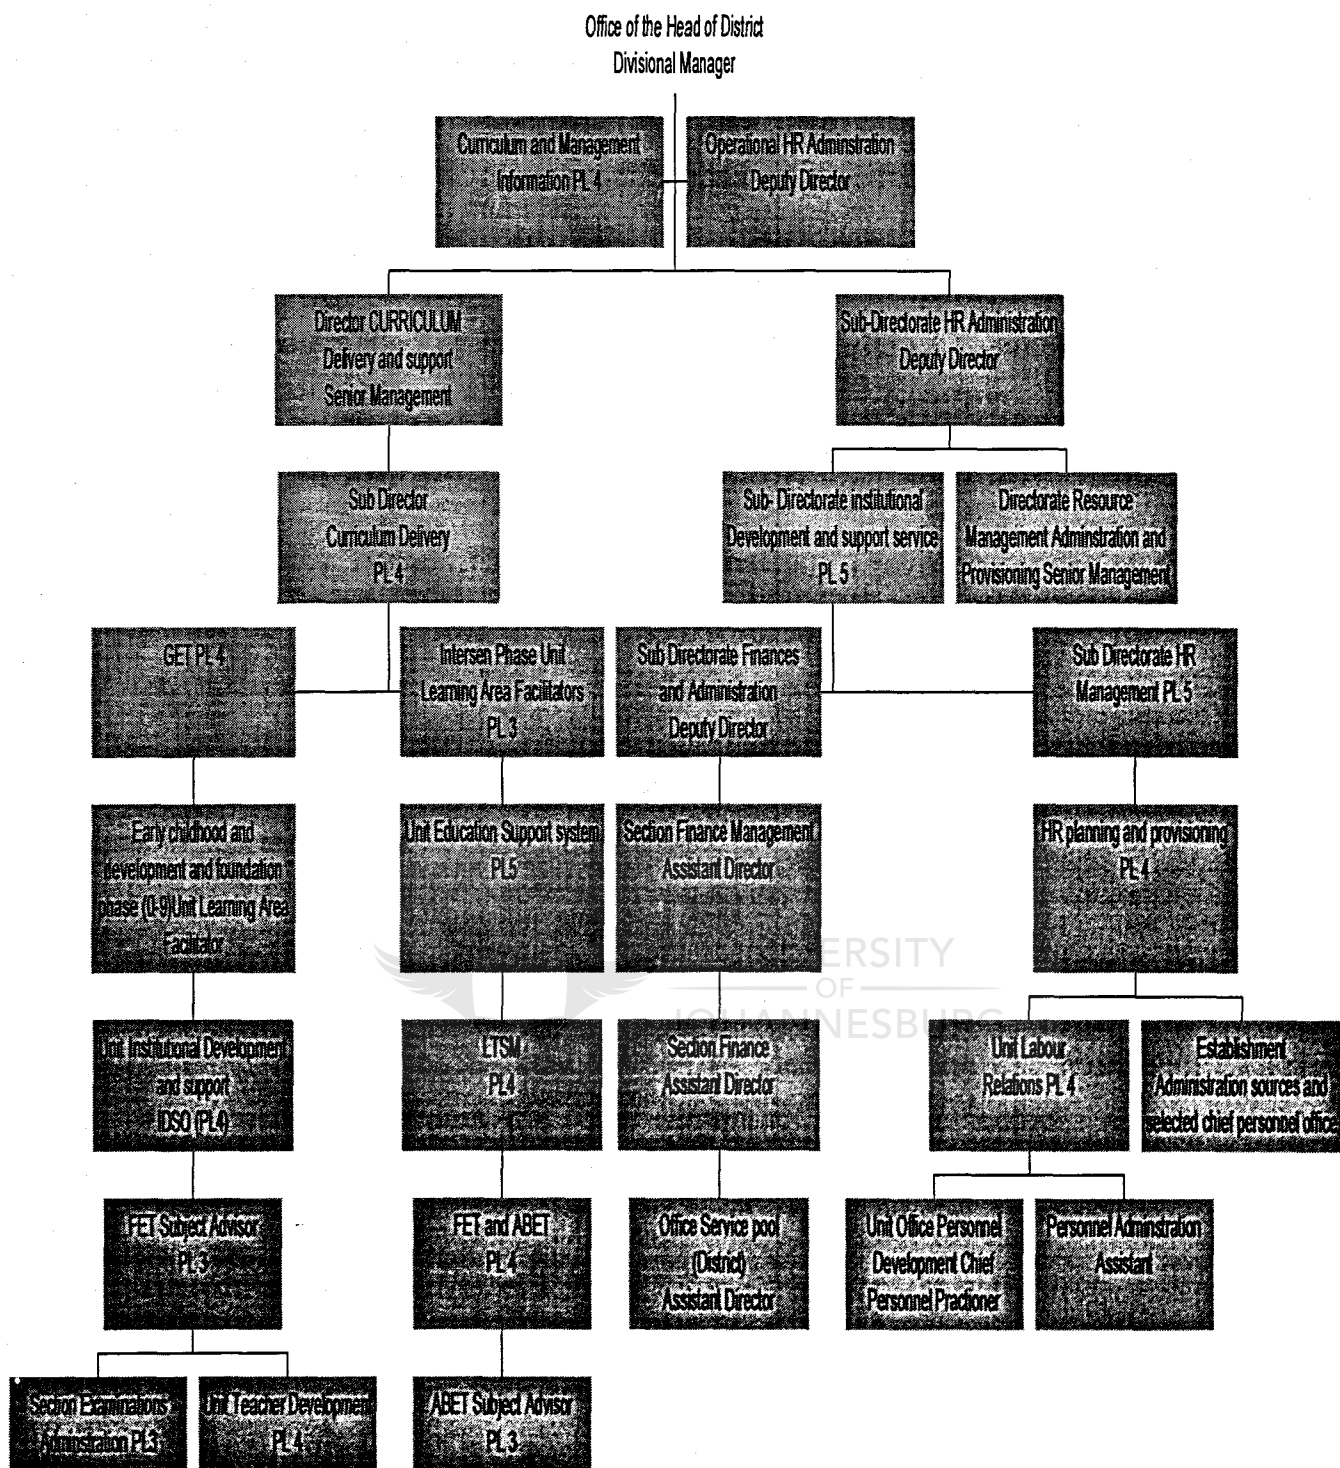 Office of the Head of District
Divisional Manager
Curriculum and Management
Information PL 4
Operational HR Adminstration
Deputy Director
Director CURRICULUM
Delivery and support
Senior Management
Sub-Directorate HR Administration
Deputy Director
Sub Director
Curriculum Delivery
PL 4
Sub- Directorate institutional
Development and support service
PL 5
Directorate Resource
Management Adminstration and
Provisioning Senior Management
GET PL 4
Intersen Phase Unit
Learning Area Facilitators
PL 3
Sub Directorate Finances
and Administration
Deputy Director
Sub Directorate HR
Management PL 5
Early childhood and
development and foundation
phase (0-9)Unit Learning Area
Facilitator
Unit Education Support system
PL5
Section Finance Management
Assistant Director
HR planning and provisioning
PL 4
UNIVERSITY
OF
JOHANNESBURG
Unit Institutional Development
and support
IDSO (PL4)
LTSM
PL4
Section Finance
Assistant Director
Unit Labour
Relations PL 4
Establishment
Administration sources and
selected chief personnel office
FET Subject Advisor
PL 3
FET and ABET
PL 4
Office Service pool
(District)
Assistant Director
Unit Office Personnel
Development Chief
Personnel Practioner
Personnel Adminstration
Assistant
Section Examinations
Adminstration PL3
Unit Teacher Development
PL 4
ABET Subject Advisor
PL 3